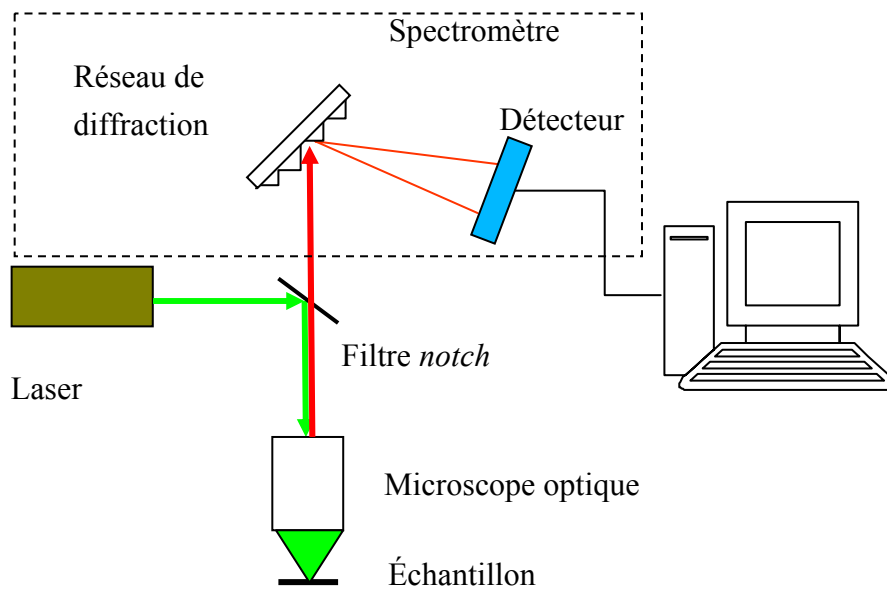 Spectromètre
Réseau de
diffraction
Détecteur
Filtre notch
Laser
Microscope optique
Échantillon